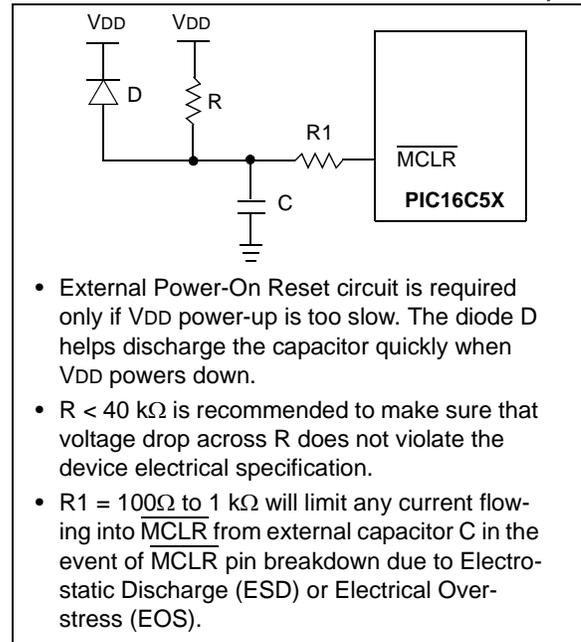 VDD VDD
D
R
R1
MCLR
C
PIC16C5X
• External Power-On Reset circuit is required
only if VDD power-up is too slow. The diode D
helps discharge the capacitor quickly when
VDD powers down.
• R < 40 kΩ is recommended to make sure that
voltage drop across R does not violate the
device electrical specification.
• R1 = 100Ω to 1 kΩ will limit any current flow-
ing into MCLR from external capacitor C in the
event of MCLR pin breakdown due to Electro-
static Discharge (ESD) or Electrical Over-
stress (EOS).